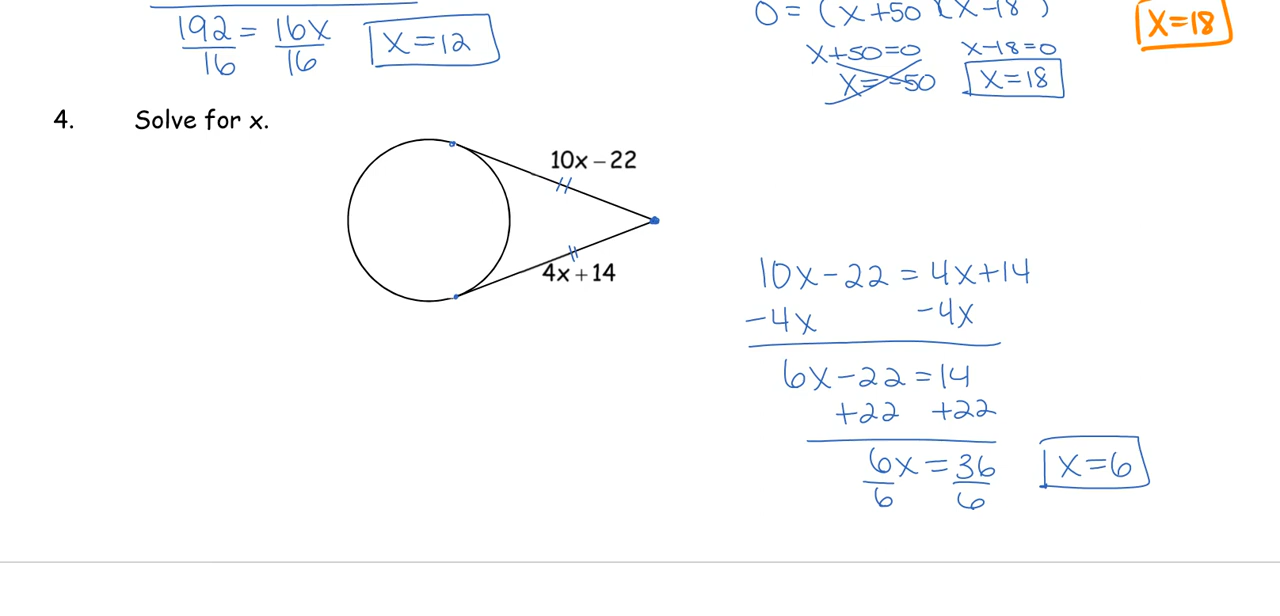 192 = 16x
16 16
x=12
0 = (x+50)(x-18)
x+50=0 x-18=0
x=-50 x=18
x=18
4. Solve for x.
10x – 22
4x + 14
10x-22 = 4x+14
-4x -4x
6x-22=14
+22 +22
6x = 36
6 6
x=6